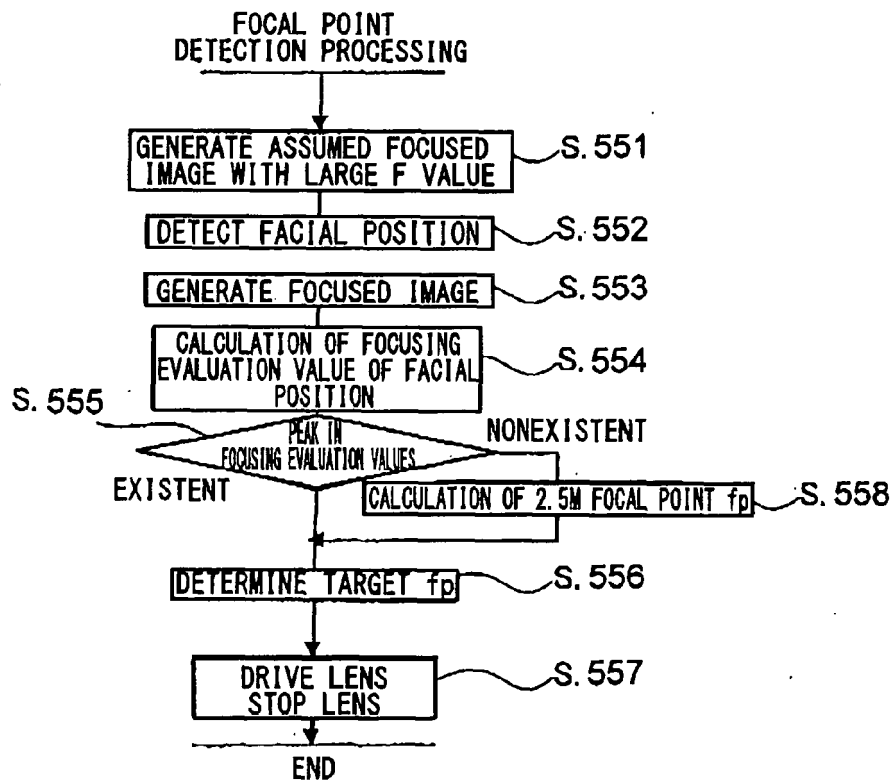 FOCAL POINT
DETECTION PROCESSING
GENERATE ASSUMED FOCUSED
IMAGE WITH LARGE F VALUE
S.551
DETECT FACIAL POSITION
S.552
GENERATE FOCUSED IMAGE
S.553
CALCULATION OF FOCUSING
EVALUATION VALUE OF FACIAL
POSITION
S.554
S.555
PEAK IN
FOCUSING EVALUATION VALUES
NONEXISTENT
EXISTENT
CALCULATION OF 2.5M FOCAL POINT fp
S.558
DETERMINE TARGET fp
S.556
DRIVE LENS
STOP LENS
S.557
END